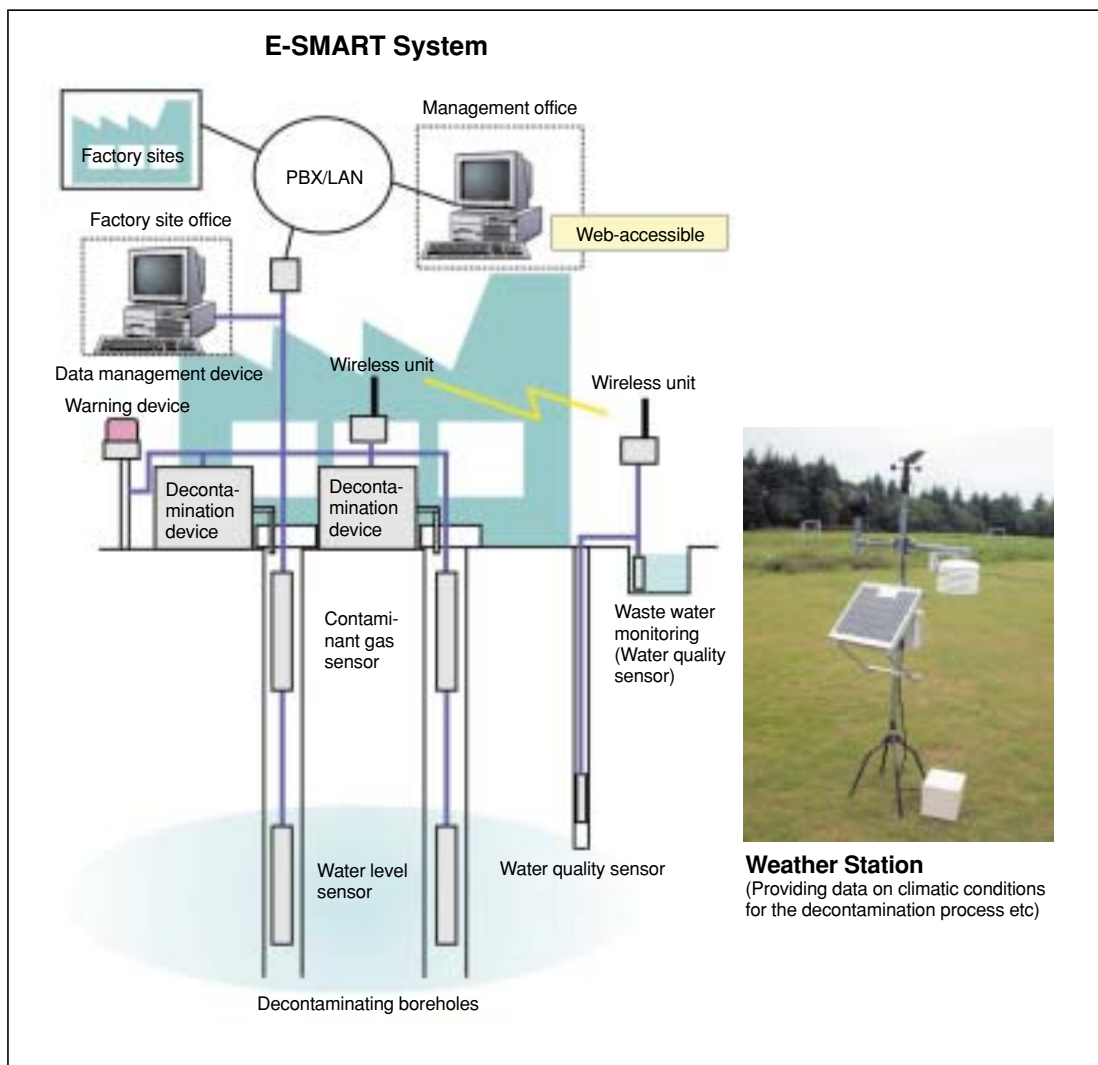 E-SMART System
Management office
Factory sites
PBX/LAN
Factory site office
Web-accessible
Data management device
Wireless unit
Wireless unit
Warning device
Deconta-
mination
device
Deconta-
mination
device
Contami-
nant gas
sensor
Waste water
monitoring
(Water quality
sensor)
Water level
sensor
Water quality sensor
Decontaminating boreholes
Weather Station
(Providing data on climatic conditions
for the decontamination process etc)